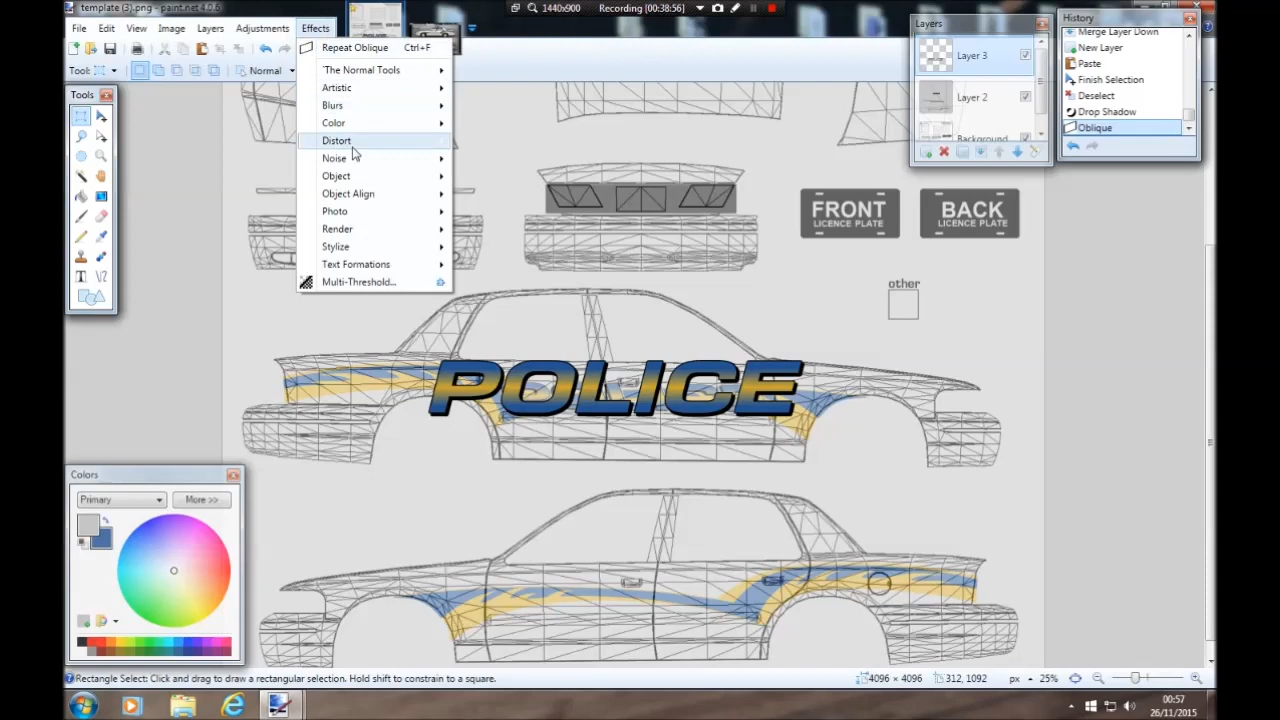 template (3).png - paint.net 4.0.6
1440x900
Recording [00:38:56]
File Edit View Image Layers Adjustments Effects
Tool:
Normal
Repeat Oblique Ctrl+F
'The Normal Tools
Artistic
Blurs
Color
Distort
Noise
Object
Object Align
Photo
Render
Stylize
Text Formations
Multi-Threshold...
Tools
Layers
Layer 3
Layer 2
Background
History
Merge Layer Down
New Layer
Paste
Finish Selection
Deselect
Drop Shadow
Oblique
FRONT
LICENCE PLATE
BACK
LICENCE PLATE
other
POLICE
Colors
Primary
More >>
Rectangle Select: Click and drag to draw a rectangular selection. Hold shift to constrain to a square.
4096 × 4096
312, 1092
px
25%
00:57
26/11/2015